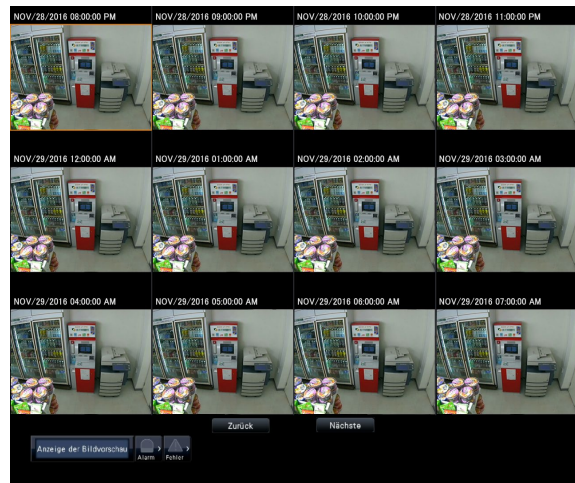 NOV/28/2016 08:00:00 PM
NOV/28/2016 09:00:00 PM
NOV/28/2016 10:00:00 PM
NOV/28/2016 11:00:00 PM
NOV/29/2016 12:00:00 AM
NOV/29/2016 01:00:00 AM
NOV/29/2016 02:00:00 AM
NOV/29/2016 03:00:00 AM
NOV/29/2016 04:00:00 AM
NOV/29/2016 05:00:00 AM
NOV/29/2016 06:00:00 AM
NOV/29/2016 07:00:00 AM
Zurück
Nächste
Anzeige der Bildvorschau
Alarm
Fehler